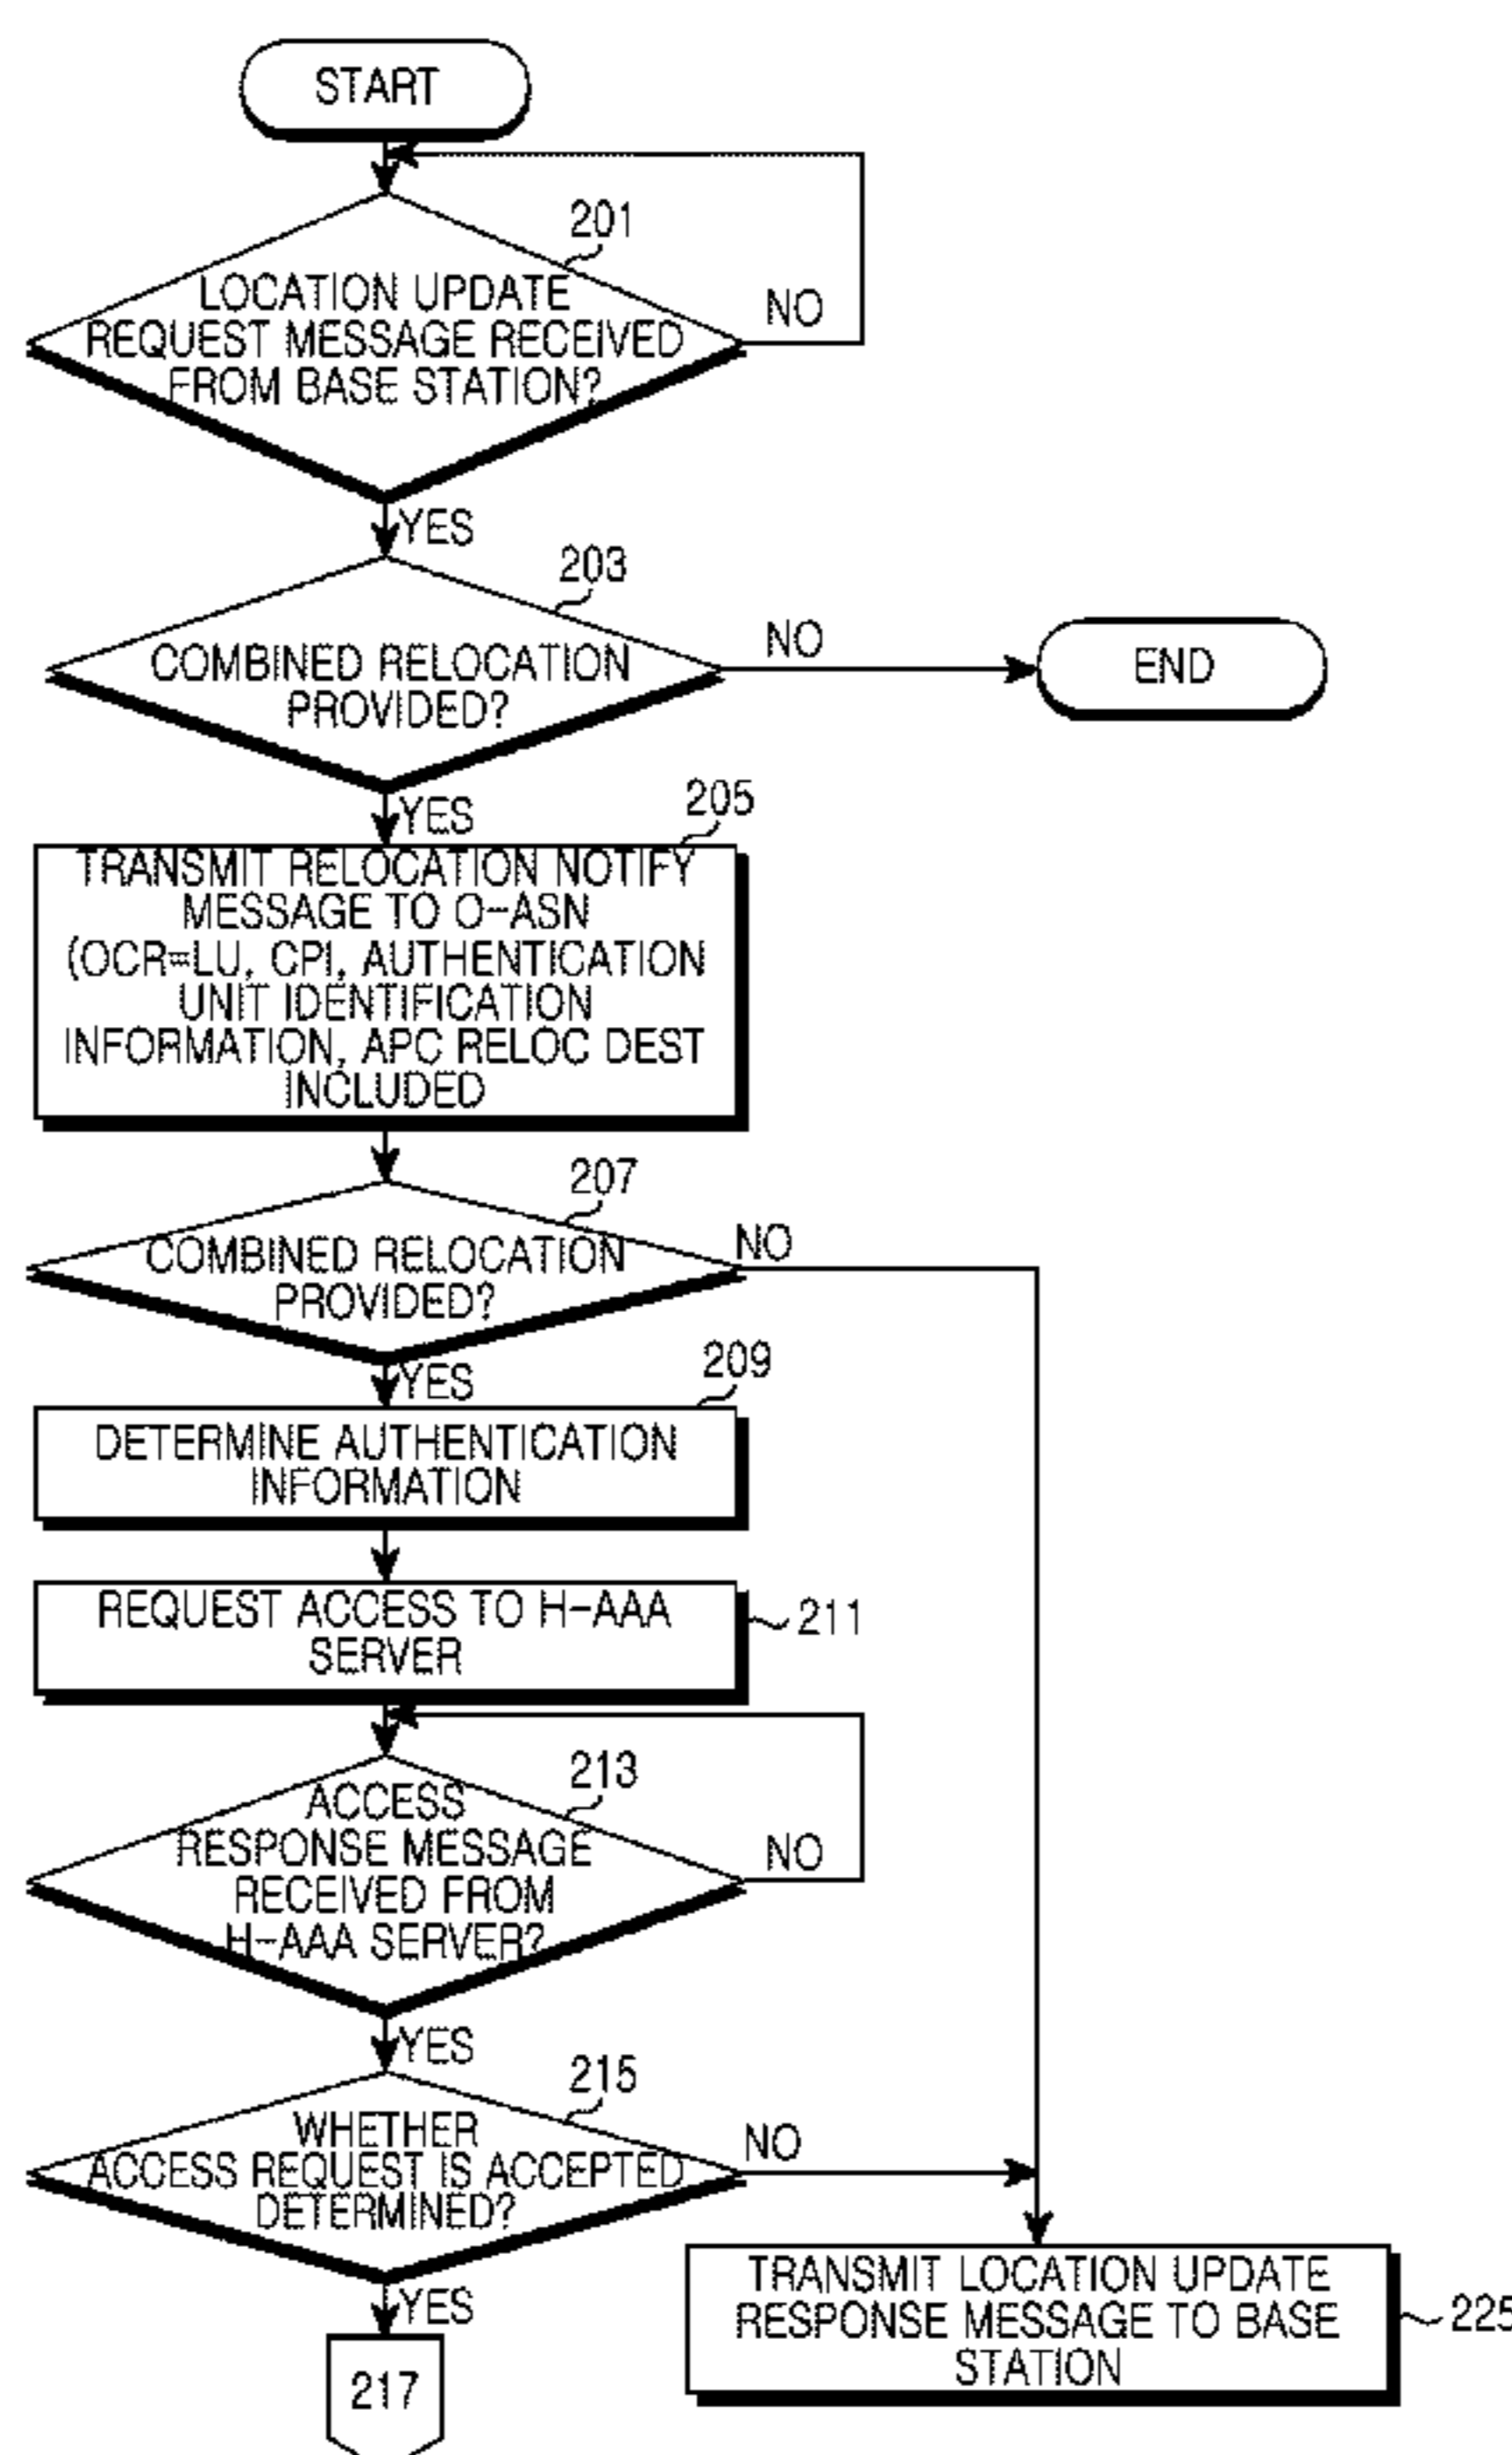 START
201
LOCATION UPDATE
REQUEST MESSAGE RECEIVED
FROM BASE STATION?
NO
YES
203
COMBINED RELOCATION
PROVIDED?
NO
END
YES
205
TRANSMIT RELOCATION NOTIFY
MESSAGE TO O-ASN
(OCR=LU, CPI, AUTHENTICATION
UNIT IDENTIFICATION
INFORMATION, APC RELOC DEST
INCLUDED
207
COMBINED RELOCATION
PROVIDED?
NO
YES
209
DETERMINE AUTHENTICATION
INFORMATION
REQUEST ACCESS TO H-AAA
SERVER
211
213
ACCESS
RESPONSE MESSAGE
RECEIVED FROM
H-AAA SERVER?
NO
YES
215
WHETHER
ACCESS REQUEST IS ACCEPTED
DETERMINED?
NO
YES
217
TRANSMIT LOCATION UPDATE
RESPONSE MESSAGE TO BASE
STATION
225